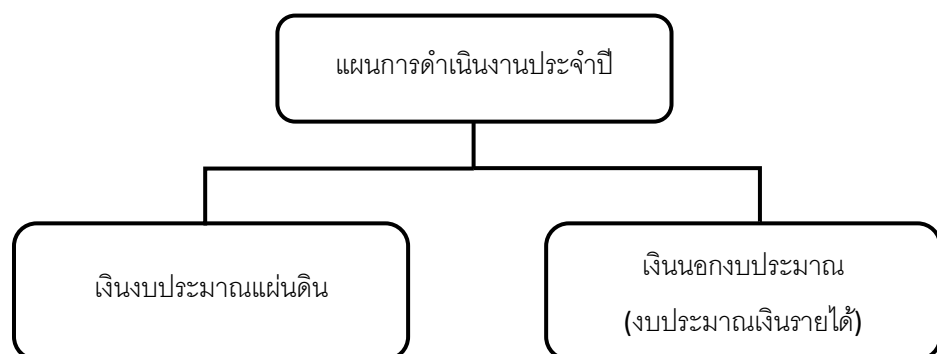 แผนการดำเนินงานประจำปี
เงินงบประมาณแผ่นดิน
เงินนอกงบประมาณ
(งบประมาณเงินรายได้)